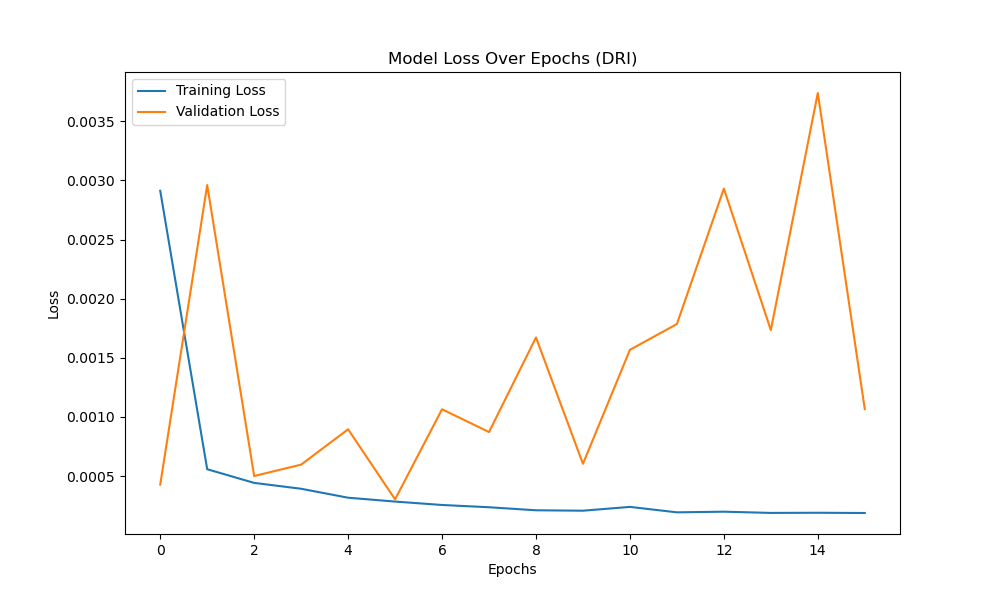 Model Loss Over Epochs (DRI)
Training Loss
Validation Loss
0.0035
0.0030
0.0025
0.0020
0.0015
0.0010
0.0005
Loss
0 2 4 6 8 10 12 14
Epochs